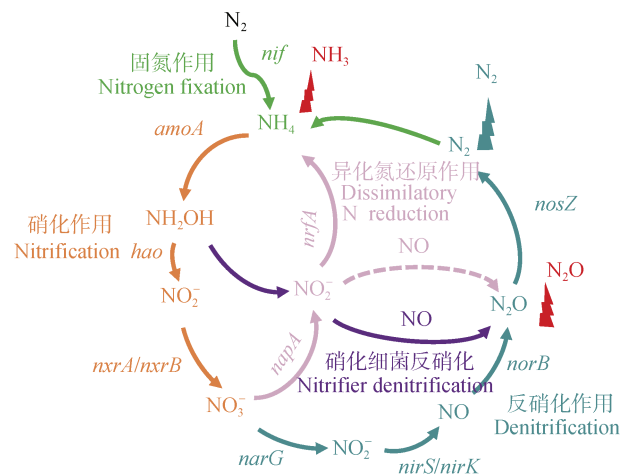 N₂
固氮作用
Nitrogen fixation
nif
NH₃
NH₄
N₂
N₂
amoA
异化氮还原作用
Dissimilatory
N reduction
nrfA
nosZ
硝化作用
Nitrification
NH₂OH
hao
NO
NO₂⁻
NO₂⁻
N₂O
N₂O
NO
nxrA/nxrB
napA
硝化细菌反硝化
Nitrifier denitrification
norB
NO₃⁻
NO
反硝化作用
Denitrification
narG
NO₂⁻
nirS/nirK